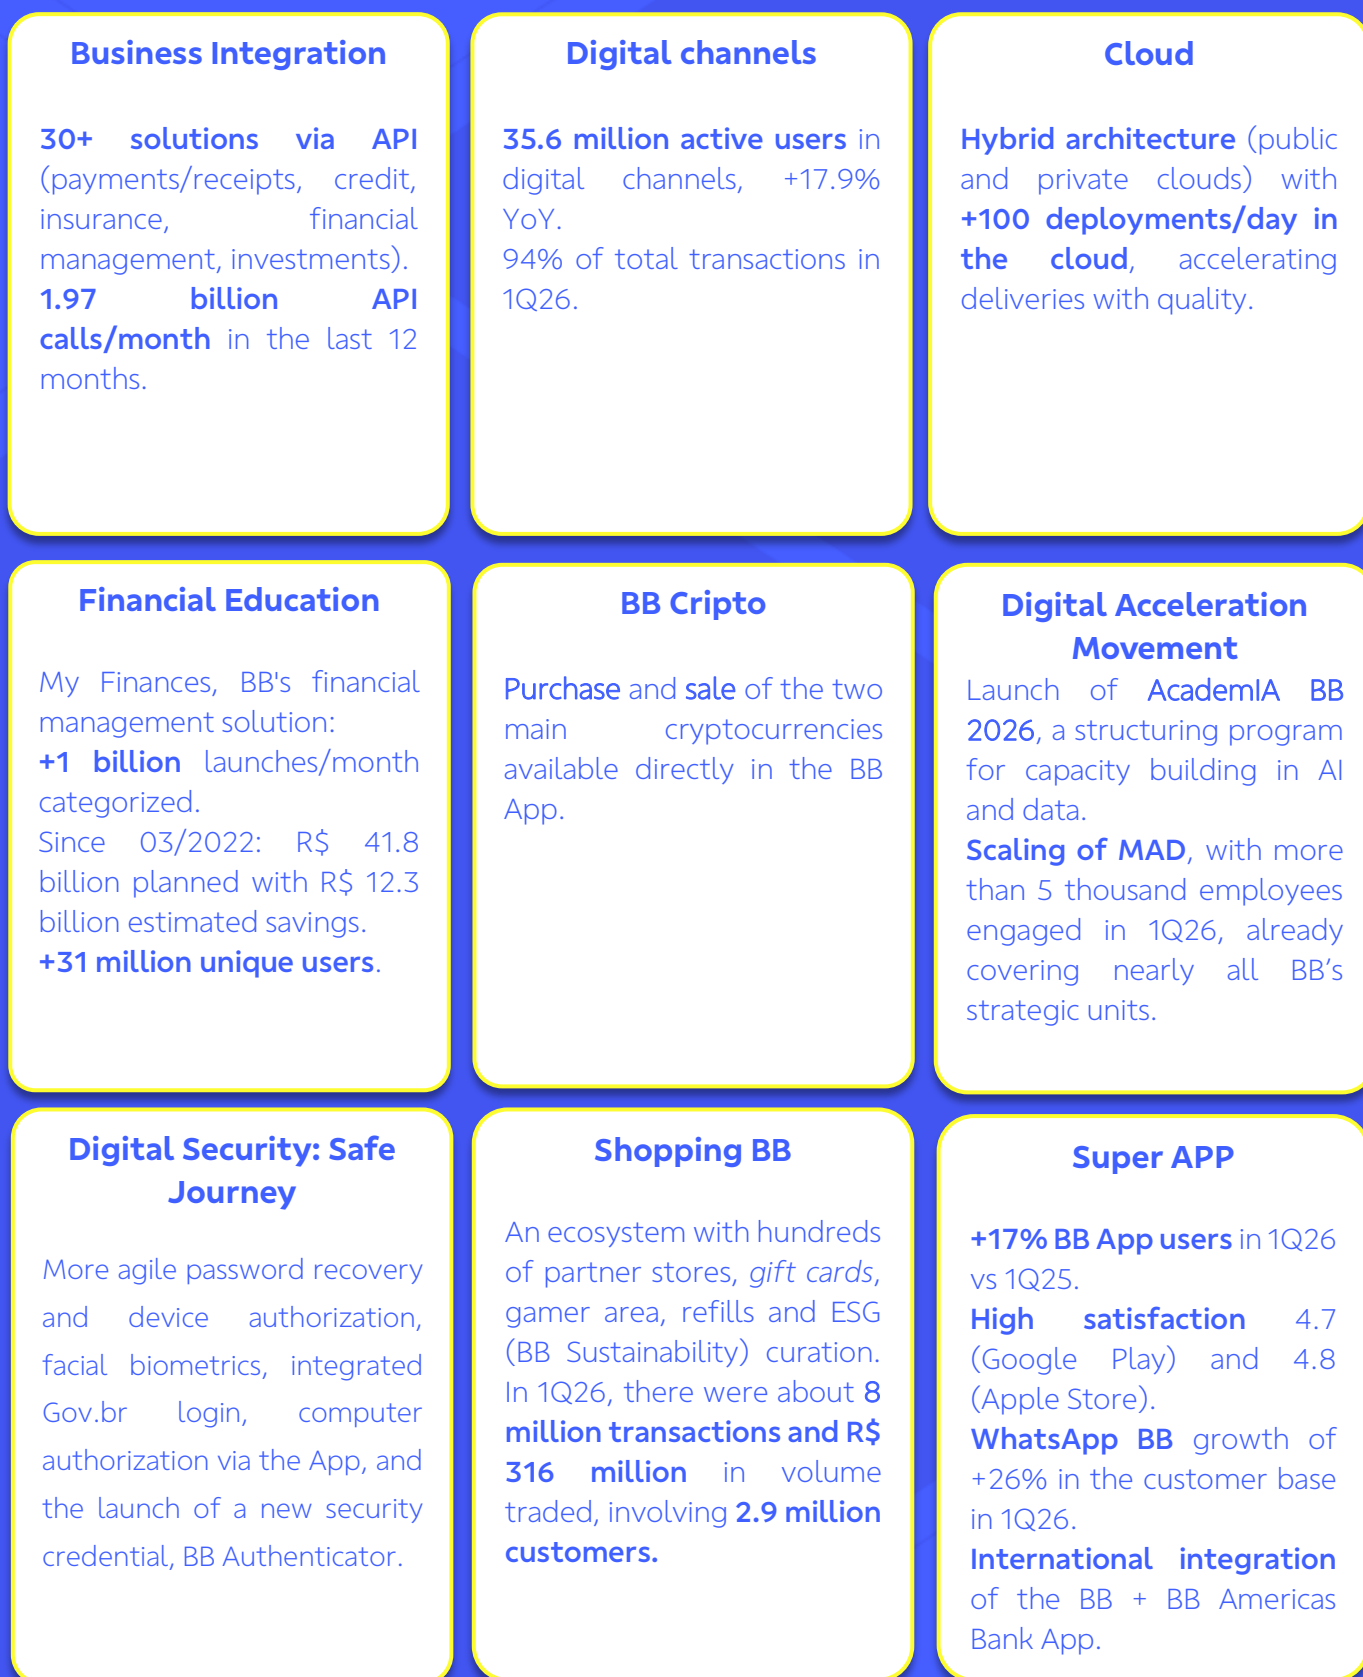 Business Integration
30+ solutions via API
(payments/receipts, credit,
insurance, financial
management, investments).
1.97 billion API
calls/month in the last 12
months.
Digital channels
35.6 million active users in
digital channels, +17.9%
YoY.
94% of total transactions in
1Q26.
Cloud
Hybrid architecture (public
and private clouds) with
+100 deployments/day in
the cloud, accelerating
deliveries with quality.
Financial Education
My Finances, BB's financial
management solution:
+1 billion launches/month
categorized.
Since 03/2022: R$ 41.8
billion planned with R$ 12.3
billion estimated savings.
+31 million unique users.
BB Cripto
Purchase and sale of the two
main cryptocurrencies
available directly in the BB
App.
Digital Acceleration
Movement
Launch of AcademIA BB
2026, a structuring program
for capacity building in AI
and data.
Scaling of MAD, with more
than 5 thousand employees
engaged in 1Q26, already
covering nearly all BB’s
strategic units.
Digital Security: Safe
Journey
More agile password recovery
and device authorization,
facial biometrics, integrated
Gov.br login, computer
authorization via the App, and
the launch of a new security
credential, BB Authenticator.
Shopping BB
An ecosystem with hundreds
of partner stores, gift cards,
gamer area, refills and ESG
(BB Sustainability) curation.
In 1Q26, there were about 8
million transactions and R$
316 million in volume
traded, involving 2.9 million
customers.
Super APP
+17% BB App users in 1Q26
vs 1Q25.
High satisfaction 4.7
(Google Play) and 4.8
(Apple Store).
WhatsApp BB growth of
+26% in the customer base
in 1Q26.
International integration
of the BB + BB Americas
Bank App.